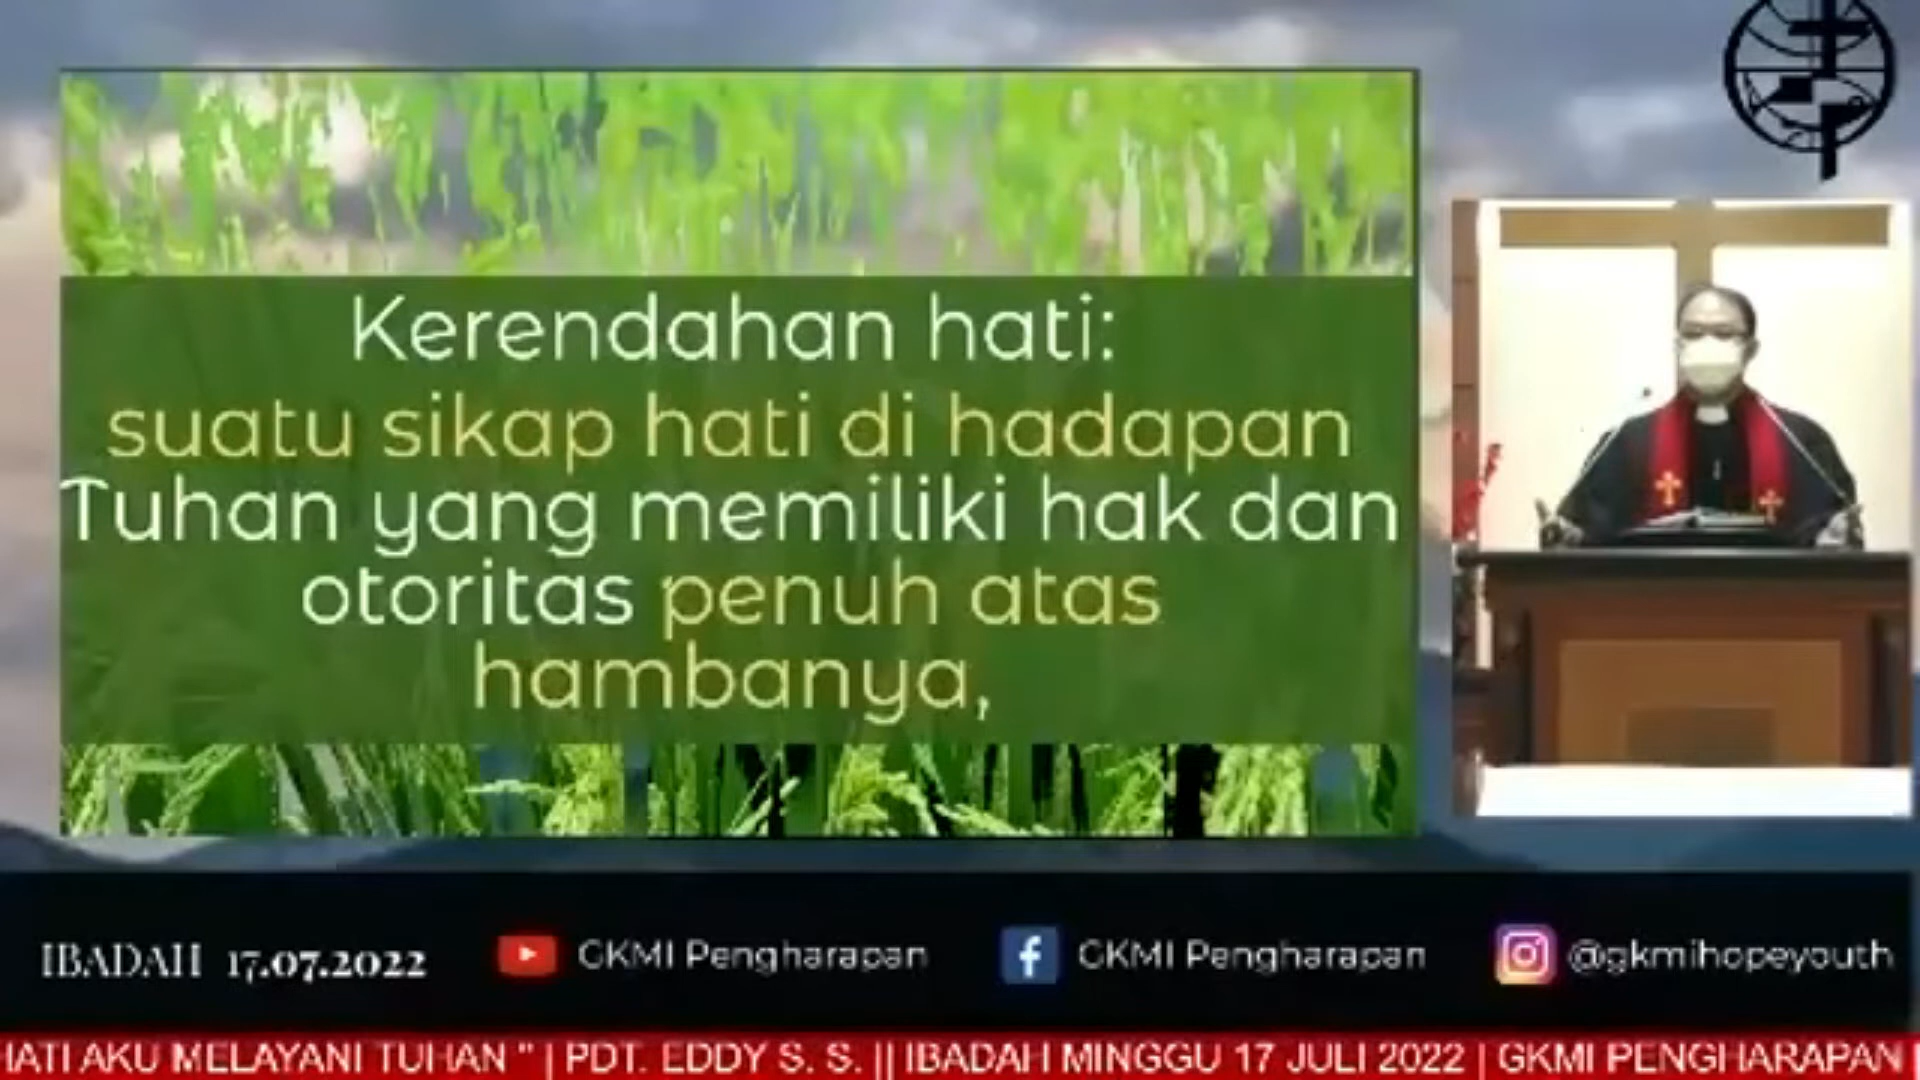 Kerendahan hati:
suatu sikap hati di hadapan
Tuhan yang memiliki hak dan
otoritas penuh atas
hambanya,
IBADAH 17.07.2022
GKMI Pengharapan
GKMI Pengharapan
@gkmihopeyouth
HATI AKU MELAYANI TUHAN " | PDT. EDDY S. S. || IBADAH MINGGU 17 JULI 2022 | GKMI PENGHARAPAN |